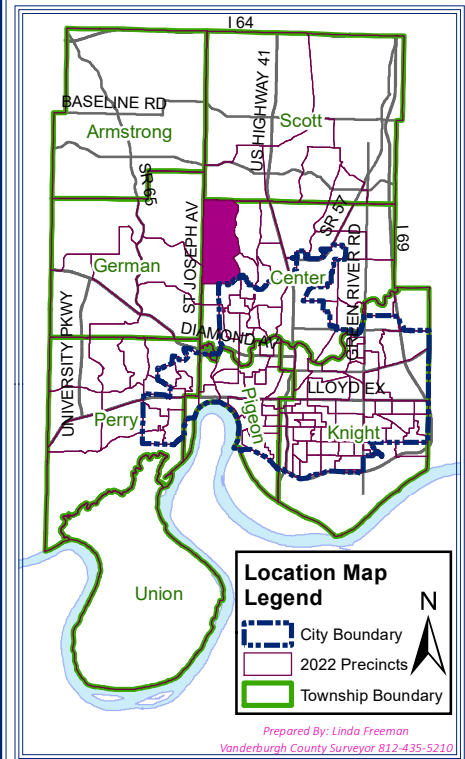 I 64
US HIGHWAY 41
BASELINE RD
Armstrong
Scott
SR 65
ST JOSEPH AV
SR 57
I 69
German
Center
GREEN RIVER RD
UNIVERSITY PKWY
DIAMOND AV
LLOYD EX
Perry
Pigeon
Knight
Union
Location Map
Legend
N
City Boundary
2022 Precincts
Township Boundary
Prepared By: Linda Freeman
Vanderburgh County Surveyor 812-435-5210